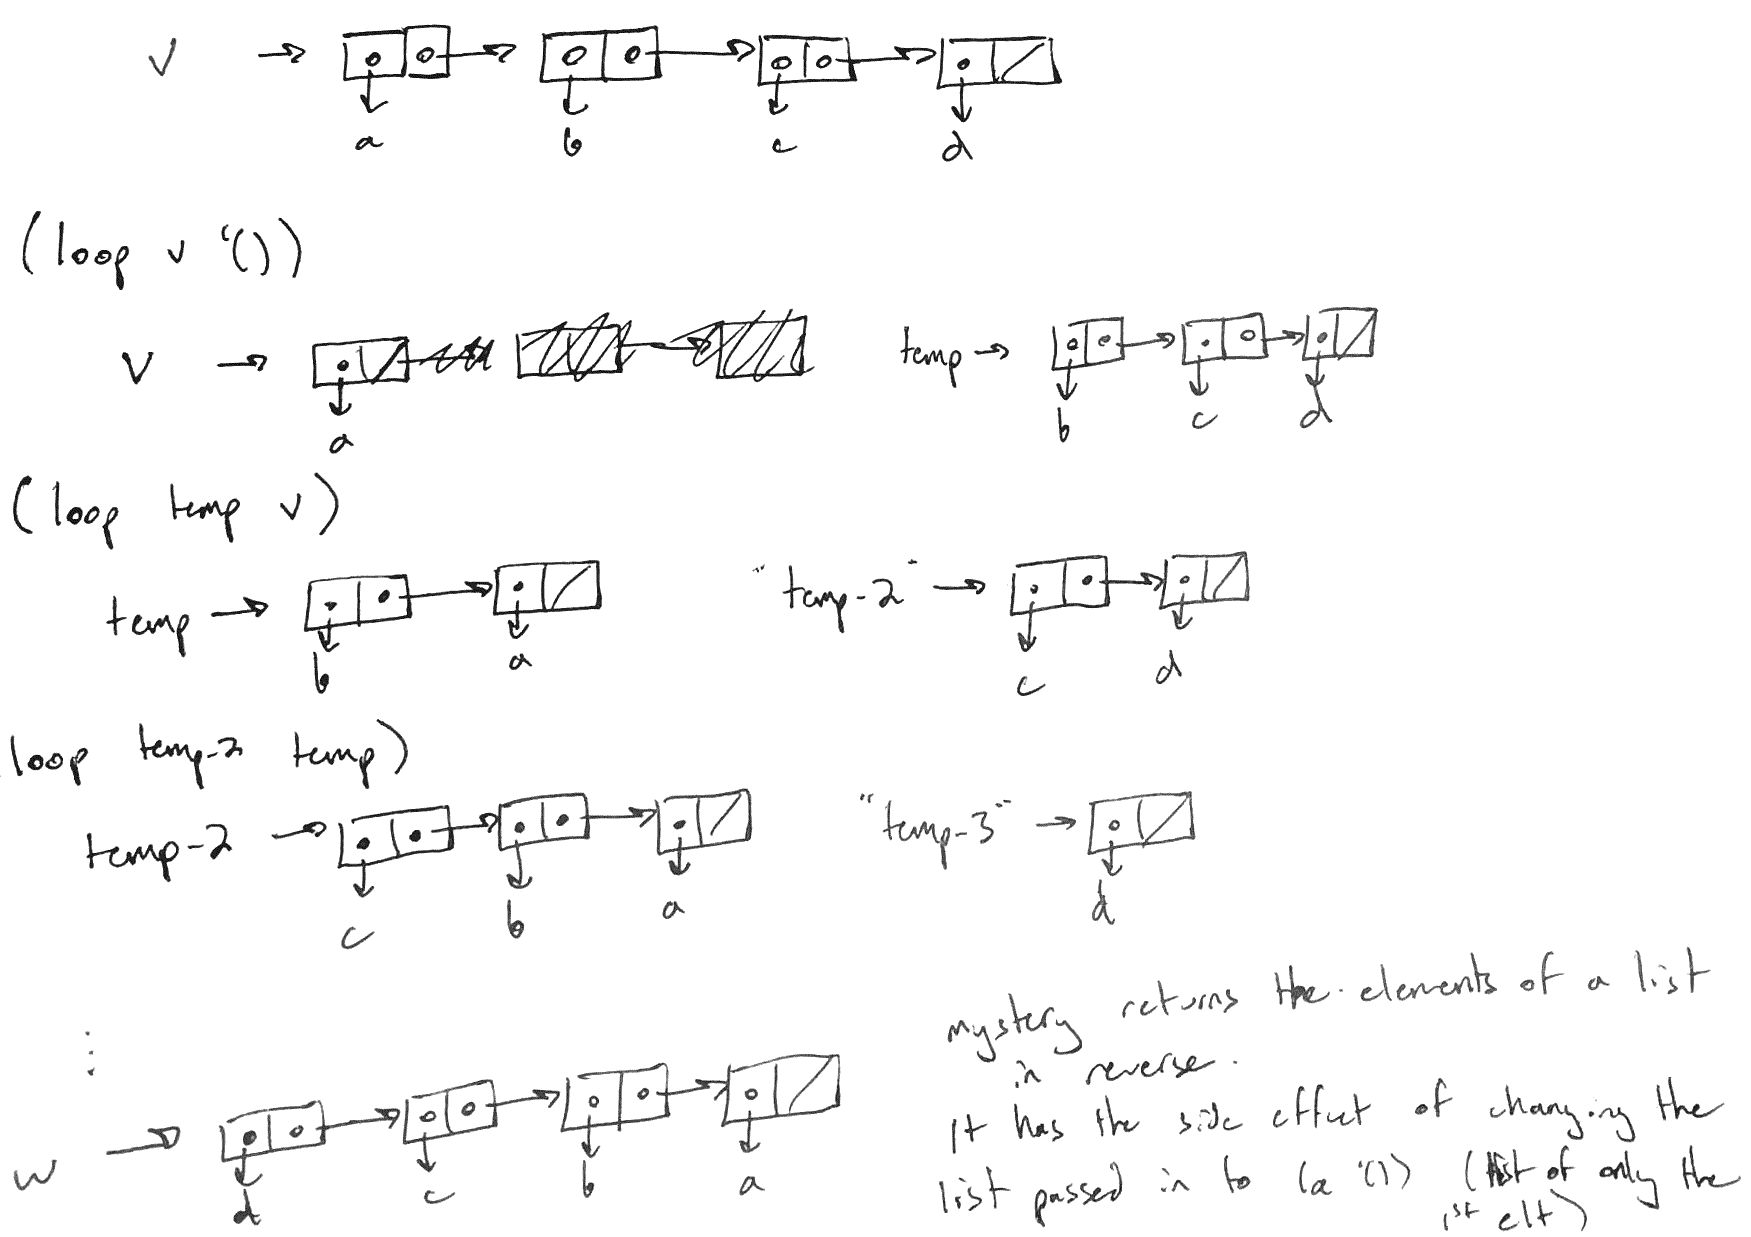 v
a b c d
(loop v '())
v temp
a b c d
(loop temp v)
temp "temp-2"
b a c d
loop temp-2 temp)
temp-2 "temp-3"
c b a d
mystery returns the elements of a list
in reverse.
It has the side effect of changing the
list passed in to (a '()) (list of only the
1st elt)
w
d c b a